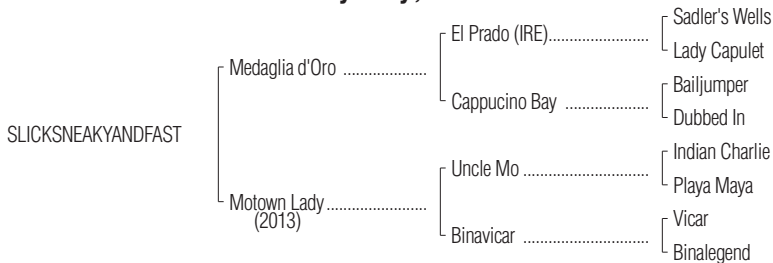 Sadler's Wells
El Prado (IRE)......................
Lady Capulet
Medaglia d'Oro ..................
Bailjumper
Cappucino Bay ..................
Dubbed In
SLICKSNEAKYANDFAST
Indian Charlie
Uncle Mo ...........................
Playa Maya
Motown Lady ......................
(2013)
Vicar
Binavicar ...........................
Binalegend